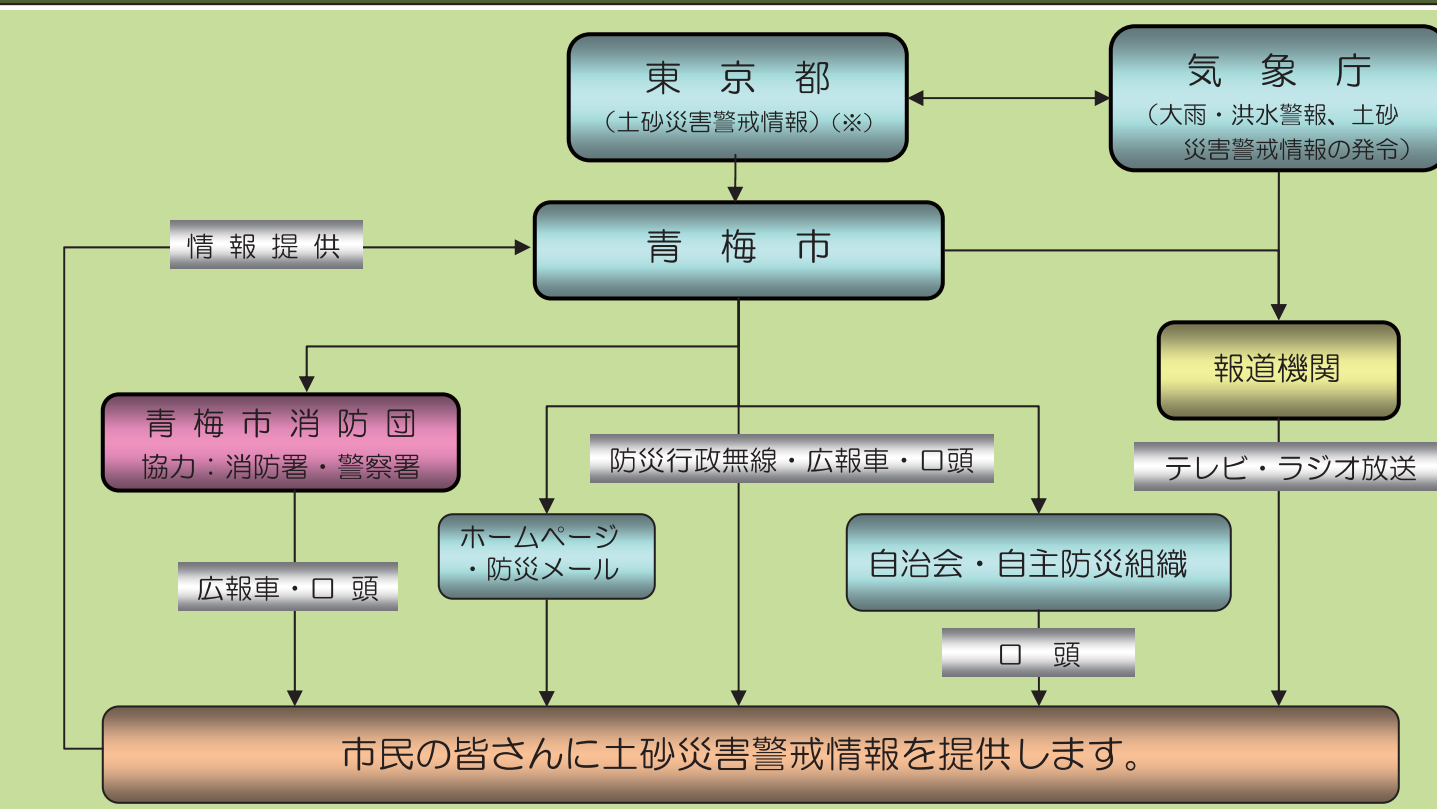 東京都
（土砂災害警戒情報）（※）
気象庁
（大雨・洪水警報、土砂
災害警戒情報の発令）
情報提供
青梅市
報道機関
青梅市消防団
協力：消防署・警察署
防災行政無線・広報車・口頭
テレビ・ラジオ放送
ホームページ
・防災メール
自治会・自主防災組織
広報車・口頭
口頭
市民の皆さんに土砂災害警戒情報を提供します。